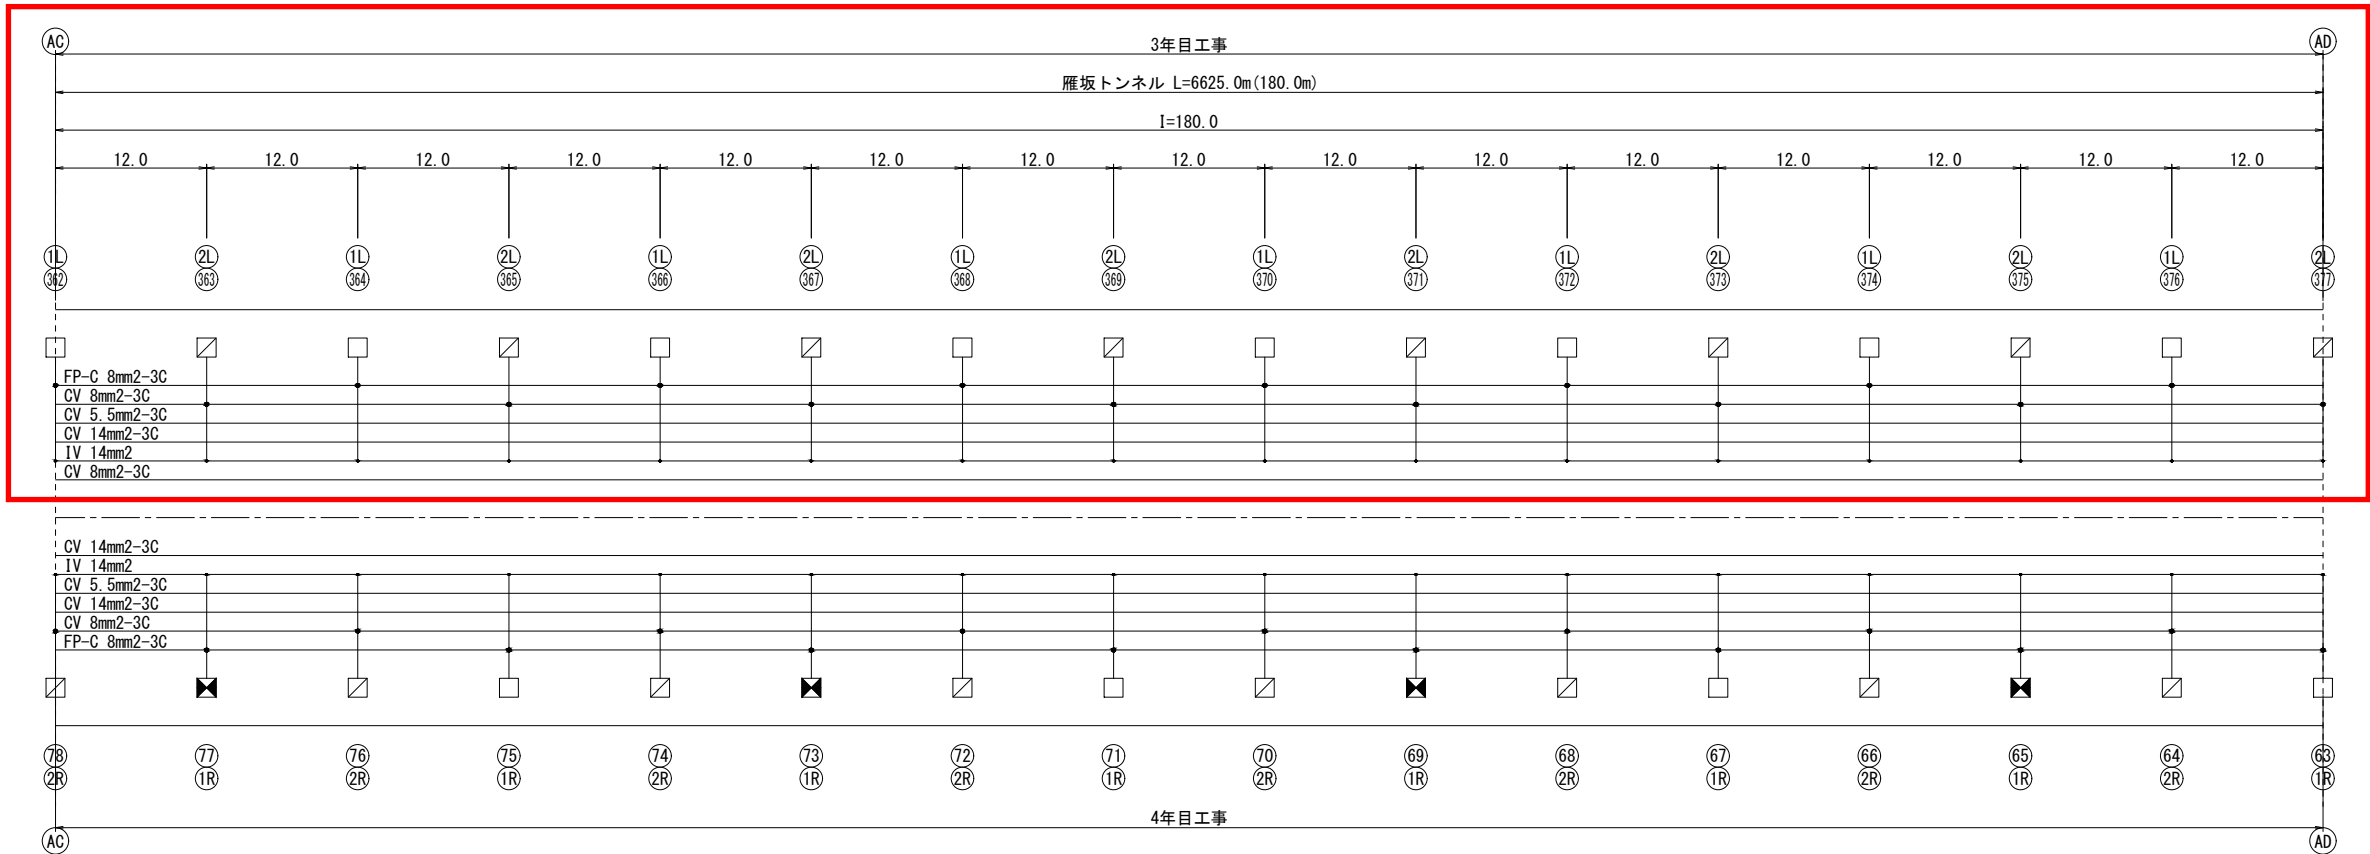 AC 3年目工事 AD
雁坂トンネル L=6625.0m(180.0m)
I=180.0
12.0 12.0 12.0 12.0 12.0 12.0 12.0 12.0 12.0 12.0 12.0 12.0 12.0 12.0 12.0
1L 2L 1L 2L 1L 2L 1L 2L 1L 2L 1L 2L 1L 2L 1L 2L
362 363 364 365 366 367 368 369 370 371 372 373 374 375 376 377
FP-C 8mm2-3C
CV 8mm2-3C
CV 5.5mm2-3C
CV 14mm2-3C
IV 14mm2
CV 8mm2-3C
CV 14mm2-3C
IV 14mm2
CV 5.5mm2-3C
CV 14mm2-3C
CV 8mm2-3C
FP-C 8mm2-3C
78 77 76 75 74 73 72 71 70 69 68 67 66 65 64 63
2R 1R 2R 1R 2R 1R 2R 1R 2R 1R 2R 1R 2R 1R 2R 1R
4年目工事
AC AD